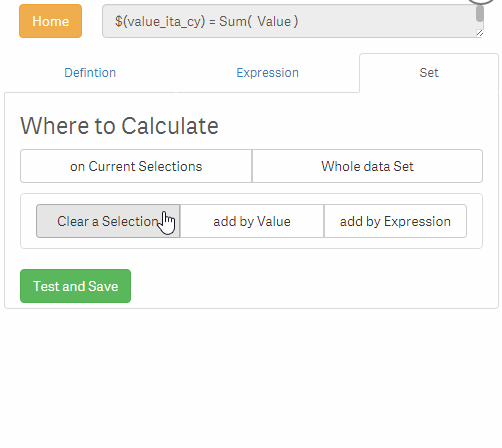 Home
$(value_ita_cy) = Sum( Value )
Defintion Expression Set
Where to Calculate
on Current Selections Whole data Set
Clear a Selection add by Value add by Expression
Test and Save